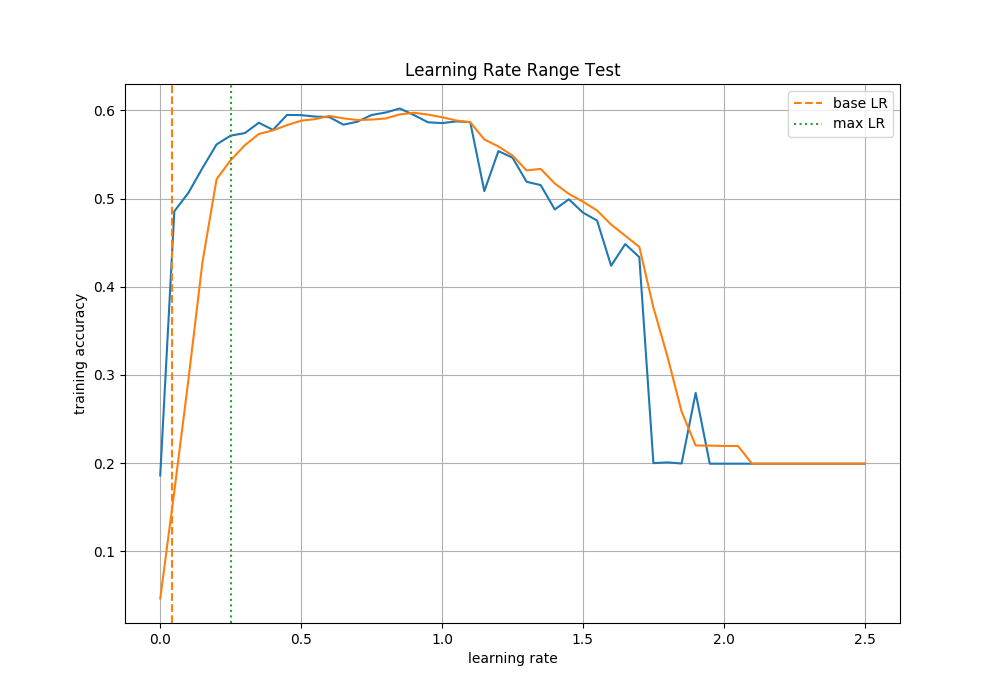 Learning Rate Range Test
base LR
max LR
training accuracy
0.6
0.5
0.4
0.3
0.2
0.1
0.0 0.5 1.0 1.5 2.0 2.5
learning rate